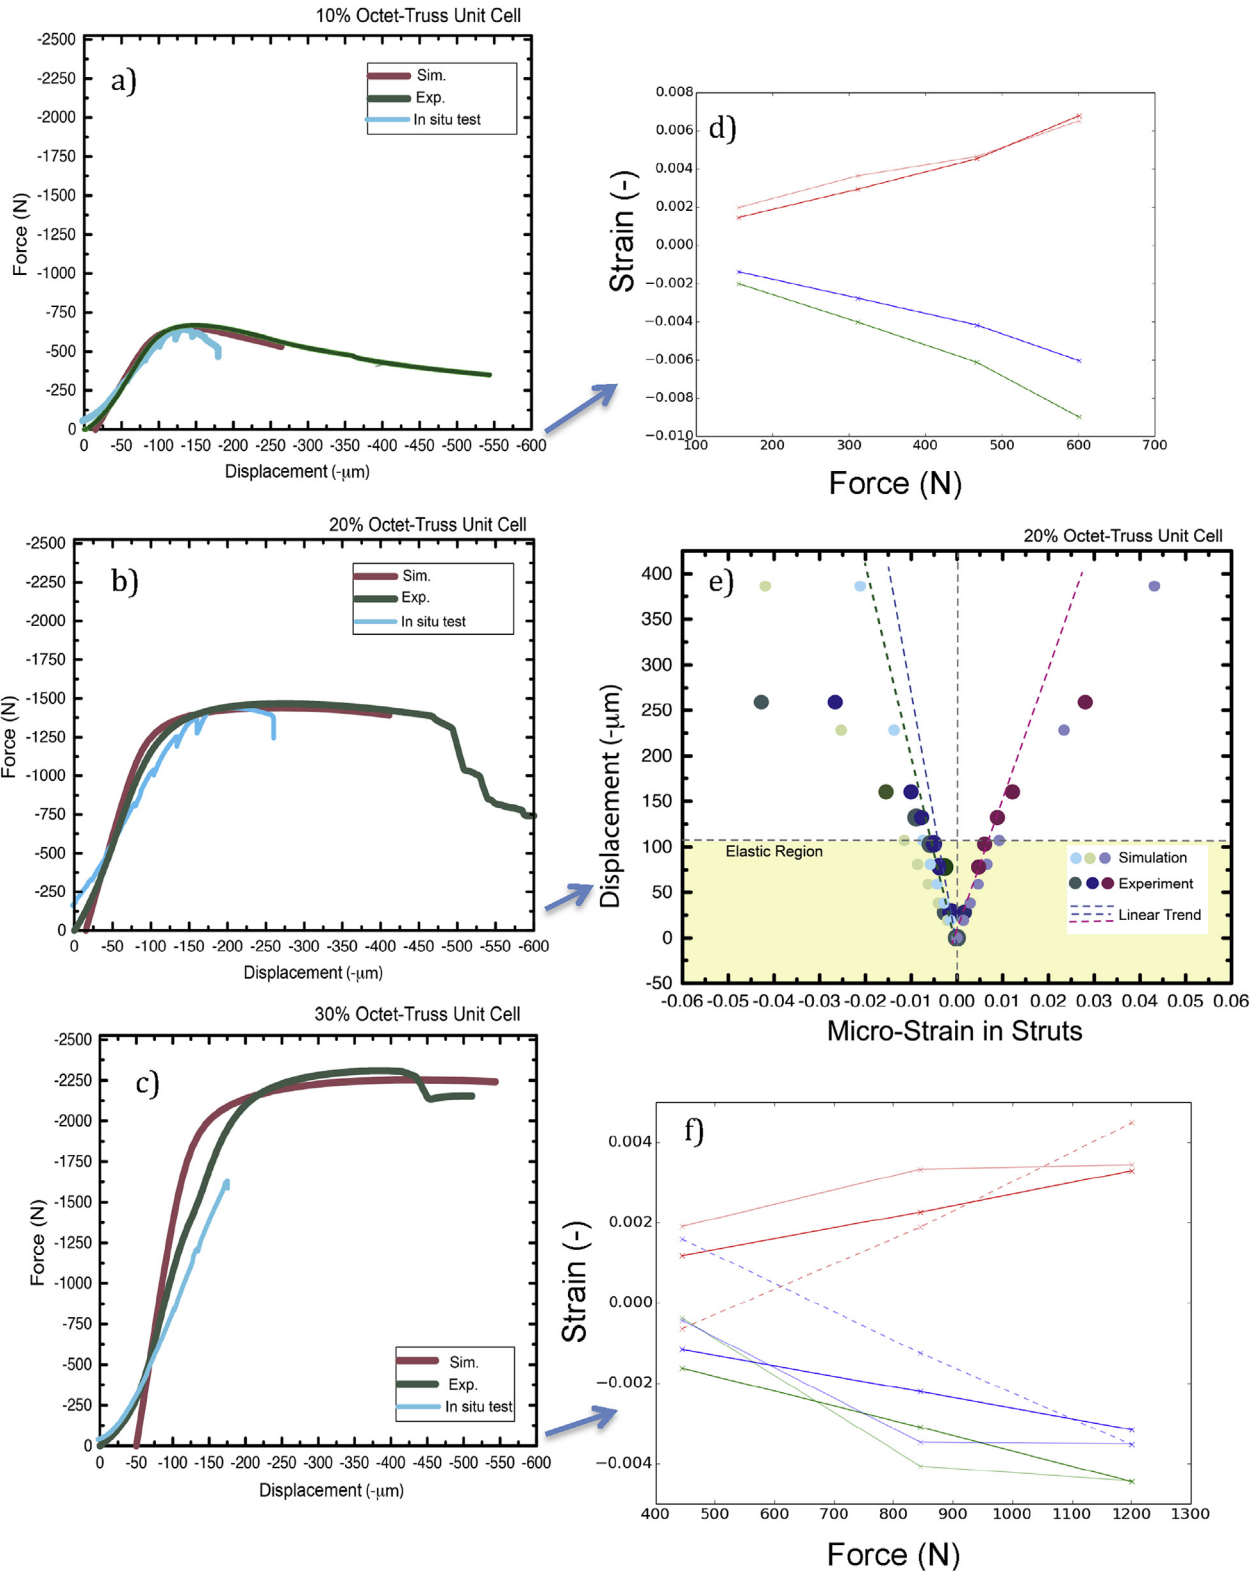 10% Octet-Truss Unit Cell
a)
Sim.
Exp.
In situ test
-2500
-2250
-2000
-1750
-1500
-1250
-1000
-750
-500
-250
0
Force (N)
0 -50 -100 -150 -200 -250 -300 -350 -400 -450 -500 -550 -600
Displacement (-μm)
d)
0.008
0.006
0.004
0.002
0.000
−0.002
−0.004
−0.006
−0.008
−0.010
Strain (-)
100 200 300 400 500 600 700
Force (N)
20% Octet-Truss Unit Cell
b)
Sim.
Exp.
In situ test
-2500
-2250
-2000
-1750
-1500
-1250
-1000
-750
-500
-250
0
Force (N)
0 -50 -100 -150 -200 -250 -300 -350 -400 -450 -500 -550 -600
Displacement (-μm)
20% Octet-Truss Unit Cell
e)
400
350
300
250
200
150
100
50
0
-50
Displacement (-μm)
Elastic Region
Simulation
Experiment
Linear Trend
-0.06 -0.05 -0.04 -0.03 -0.02 -0.01 0.00 0.01 0.02 0.03 0.04 0.05 0.06
Micro-Strain in Struts
30% Octet-Truss Unit Cell
c)
Sim.
Exp.
In situ test
-2500
-2250
-2000
-1750
-1500
-1250
-1000
-750
-500
-250
0
Force (N)
0 -50 -100 -150 -200 -250 -300 -350 -400 -450 -500 -550 -600
Displacement (-μm)
f)
0.004
0.002
0.000
−0.002
−0.004
Strain (-)
400 500 600 700 800 900 1000 1100 1200 1300
Force (N)